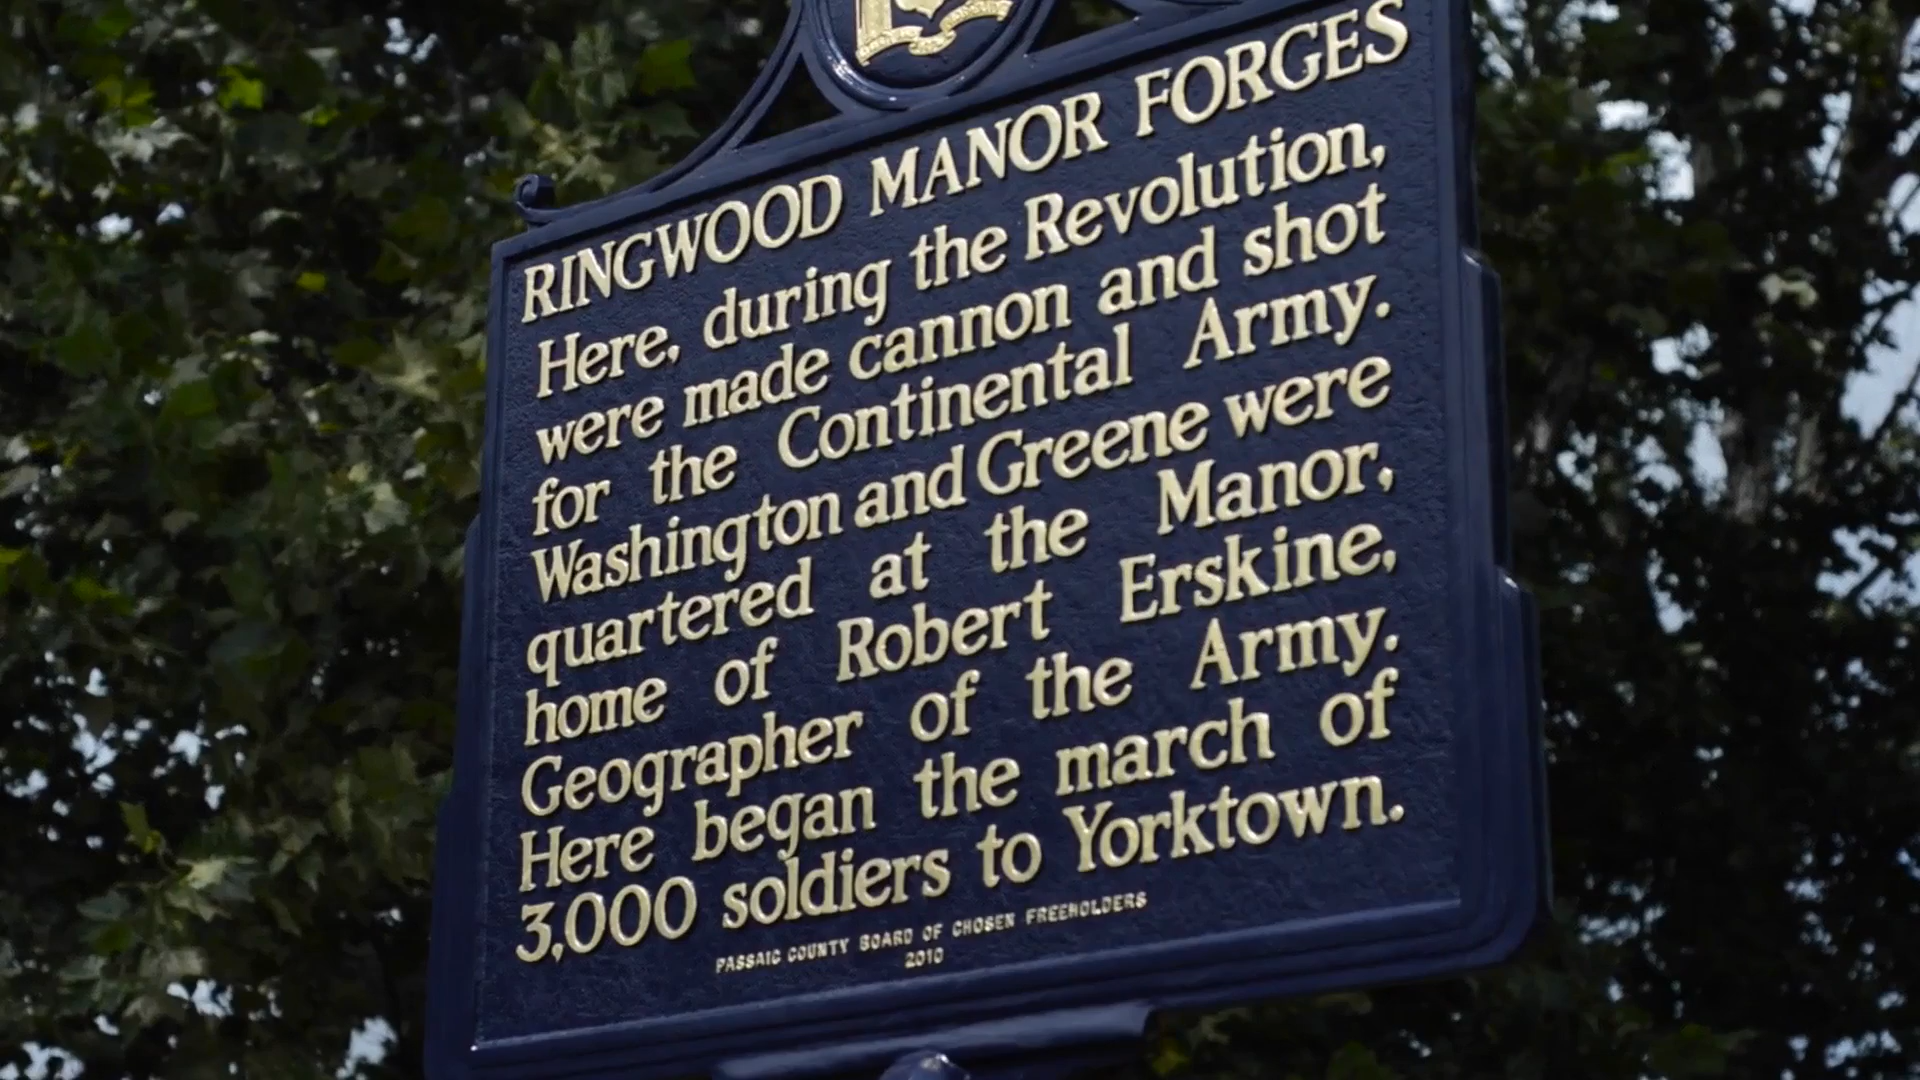 RINGWOOD MANOR FORGES
Here, during the Revolution,
were made cannon and shot
for the Continental Army.
Washington and Greene were
quartered at the Manor,
home of Robert Erskine,
Geographer of the Army.
Here began the march of
3,000 soldiers to Yorktown.
PASSAIC COUNTY BOARD OF CHOSEN FREEHOLDERS
2010